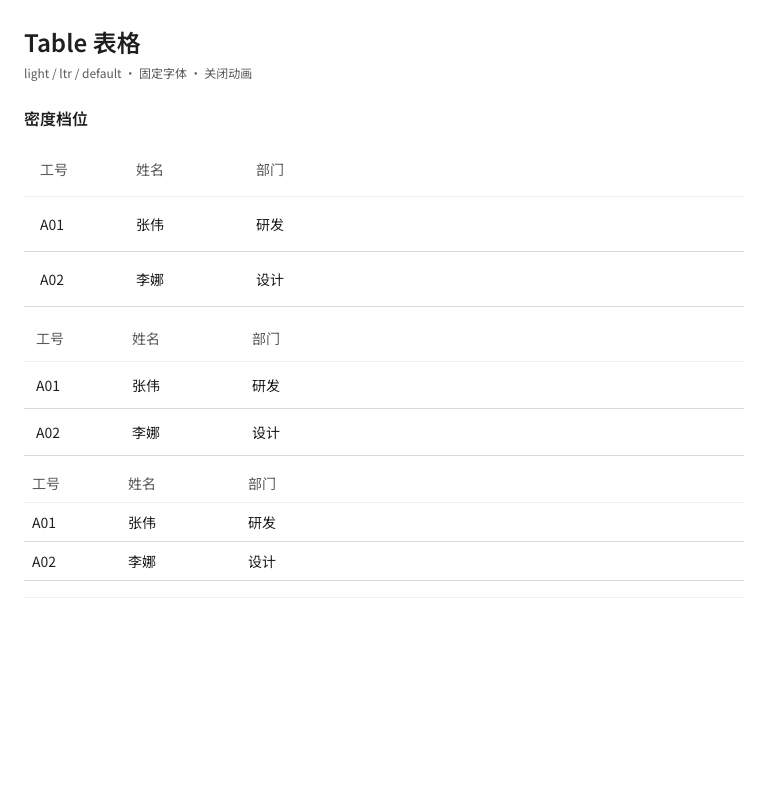 Table 表格
light / ltr / default ・ 固定字体 ・ 关闭动画
密度档位
工号 姓名 部门
A01 张伟 研发
A02 李娜 设计
工号 姓名 部门
A01 张伟 研发
A02 李娜 设计
工号 姓名 部门
A01 张伟 研发
A02 李娜 设计